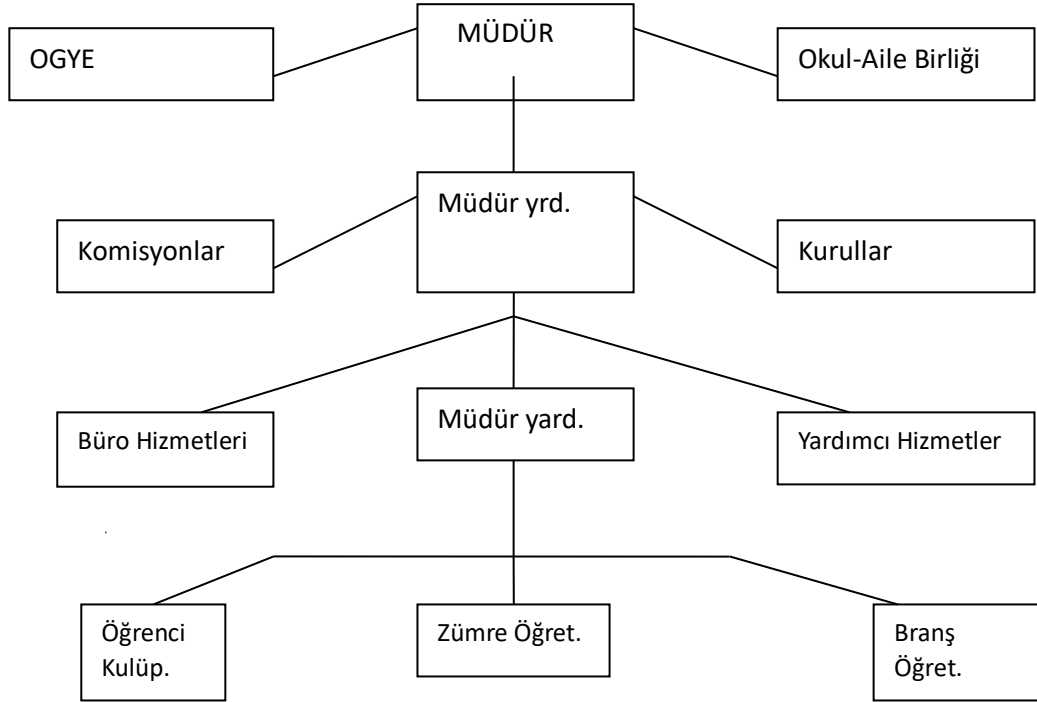 MÜDÜR
OGYE
Okul-Aile Birliği
Müdür yrd.
Komisyonlar
Kurullar
Müdür yard.
Büro Hizmetleri
Yardımcı Hizmetler
Öğrenci
Kulüp.
Zümre Öğret.
Branş
Öğret.